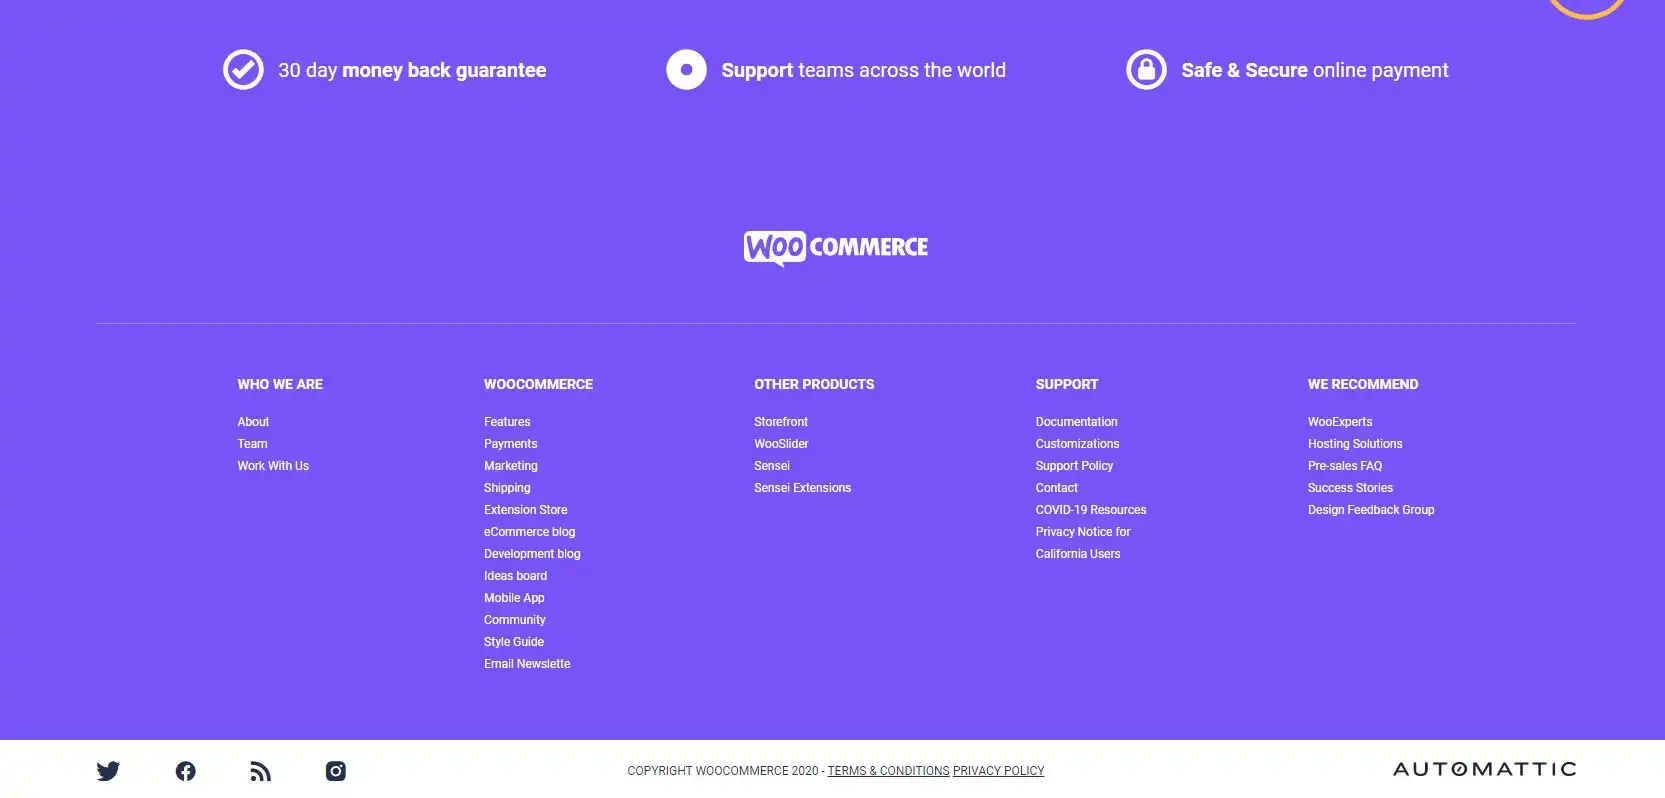 30 day money back guarantee
Support teams across the world
Safe & Secure online payment
WOO COMMERCE
WHO WE ARE
About
Team
Work With Us
WOOCOMMERCE
Features
Payments
Marketing
Shipping
Extension Store
eCommerce blog
Development blog
Ideas board
Mobile App
Community
Style Guide
Email Newslette
OTHER PRODUCTS
Storefront
WooSlider
Sensei
Sensei Extensions
SUPPORT
Documentation
Customizations
Support Policy
Contact
COVID-19 Resources
Privacy Notice for
California Users
WE RECOMMEND
WooExperts
Hosting Solutions
Pre-sales FAQ
Success Stories
Design Feedback Group
COPYRIGHT WOOCOMMERCE 2020 - TERMS & CONDITIONS PRIVACY POLICY
AUTOMATTIC